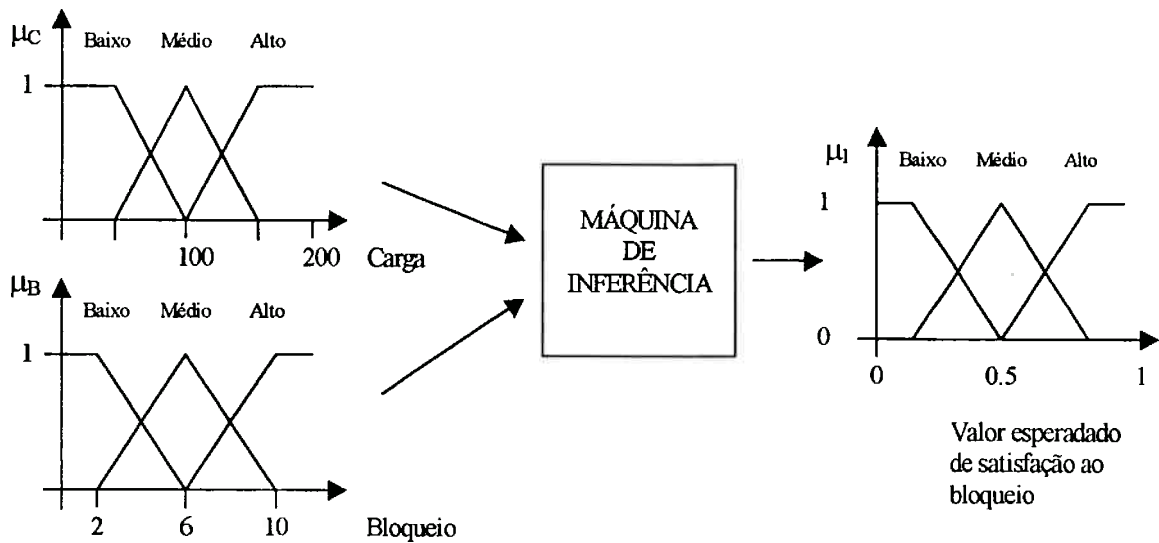 μC
Baixo Médio Alto
1
100 200 Carga
μB
Baixo Médio Alto
1
2 6 10 Bloqueio
MÁQUINA
DE
INFERÊNCIA
μI
Baixo Médio Alto
1
0
0 0.5 1
Valor esperadado
de satisfação ao
bloqueio